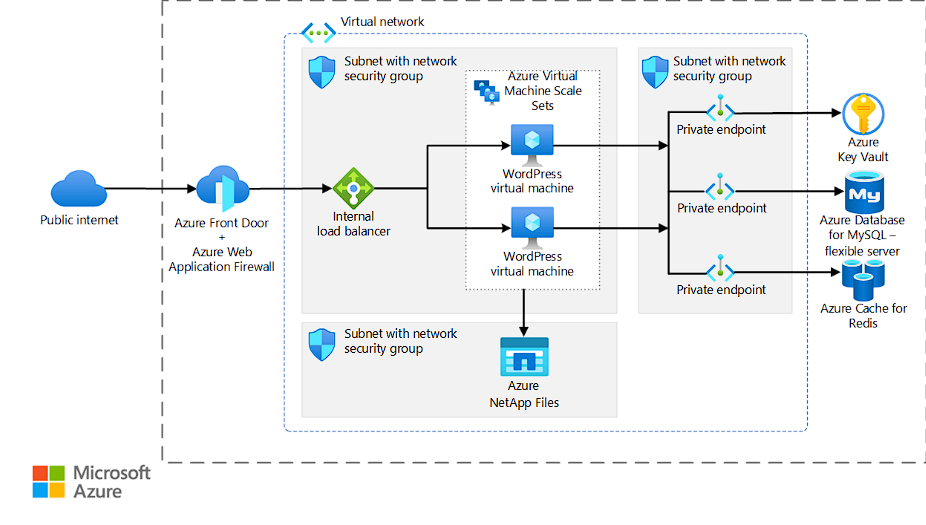 Virtual network
Subnet with network
security group
Azure Virtual
Machine Scale
Sets
Subnet with network
security group
Private endpoint
Azure
Key Vault
WordPress
virtual machine
Public internet
Azure Front Door
+
Azure Web
Application Firewall
Internal
load balancer
Private endpoint
My
Azure Database
for MySQL –
flexible server
WordPress
virtual machine
Private endpoint
Azure Cache for
Redis
Subnet with network
security group
Azure
NetApp Files
Microsoft
Azure